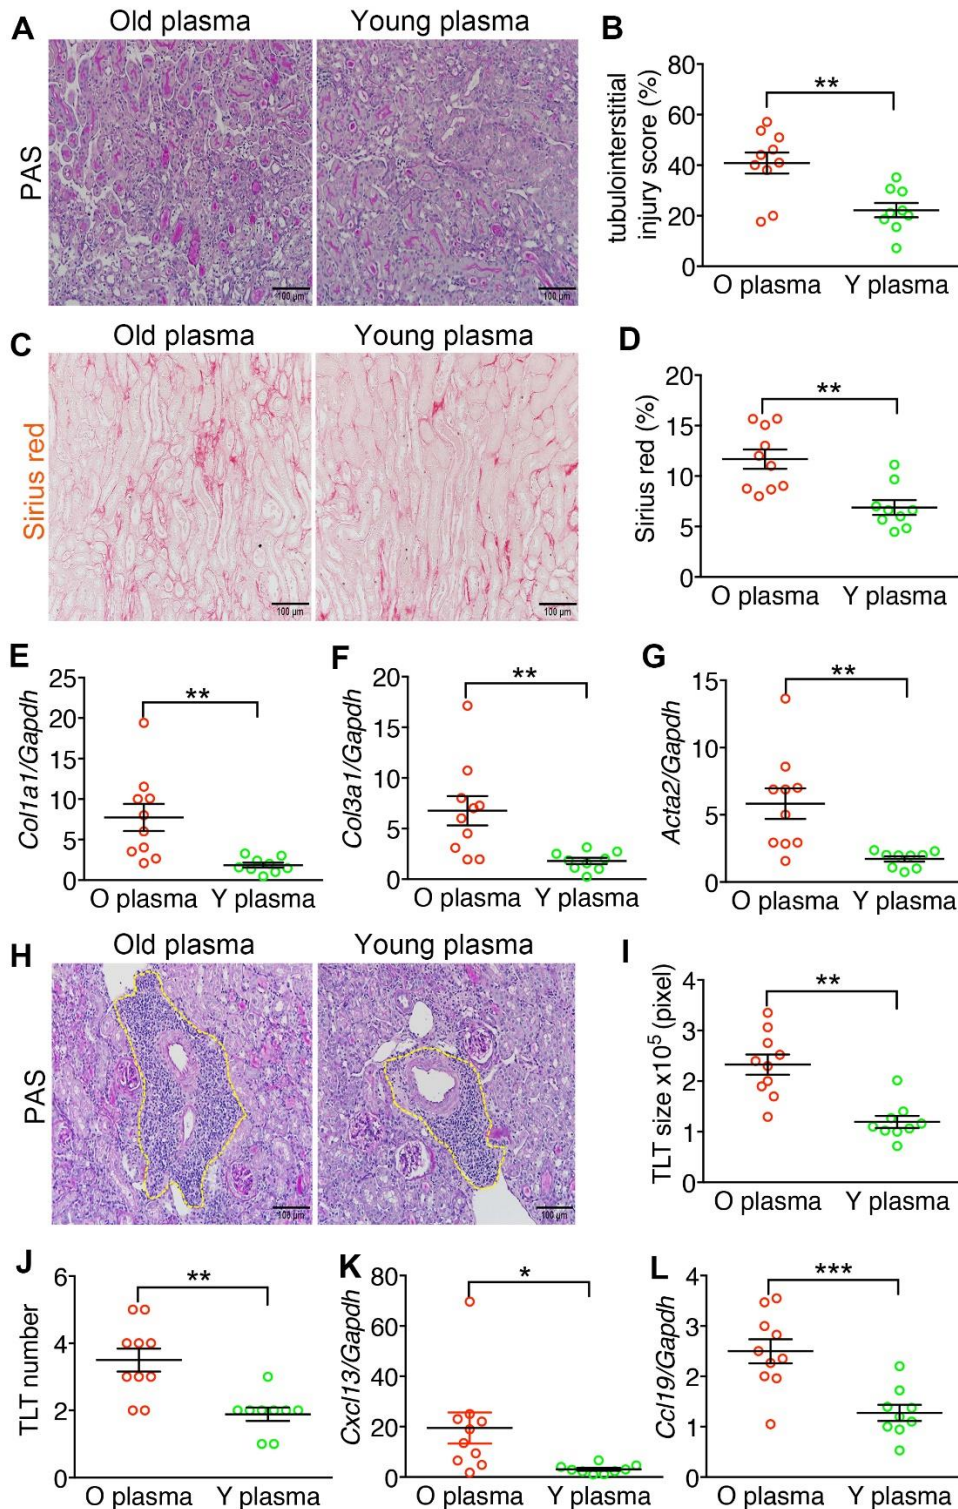 A
Old plasma
Young plasma
PAS
100 µm
100 µm
B
tubulointerstitial
injury score (%)
80
60
40
20
0
**
O plasma
Y plasma
C
Old plasma
Young plasma
Sirius red
100 µm
100 µm
D
Sirius red (%)
20
15
10
5
0
**
O plasma
Y plasma
E
Col1a1/Gapdh
25
20
15
10
5
0
**
O plasma
Y plasma
F
Col3a1/Gapdh
20
15
10
5
0
**
O plasma
Y plasma
G
Acta2/Gapdh
15
10
5
0
**
O plasma
Y plasma
H
Old plasma
Young plasma
PAS
100 µm
100 µm
I
TLT size x10⁵ (pixel)
4
3
2
1
0
**
O plasma
Y plasma
J
TLT number
6
4
2
0
**
O plasma
Y plasma
K
Cxcl13/Gapdh
80
60
40
20
0
*
O plasma
Y plasma
L
Ccl19/Gapdh
4
3
2
1
0
***
O plasma
Y plasma